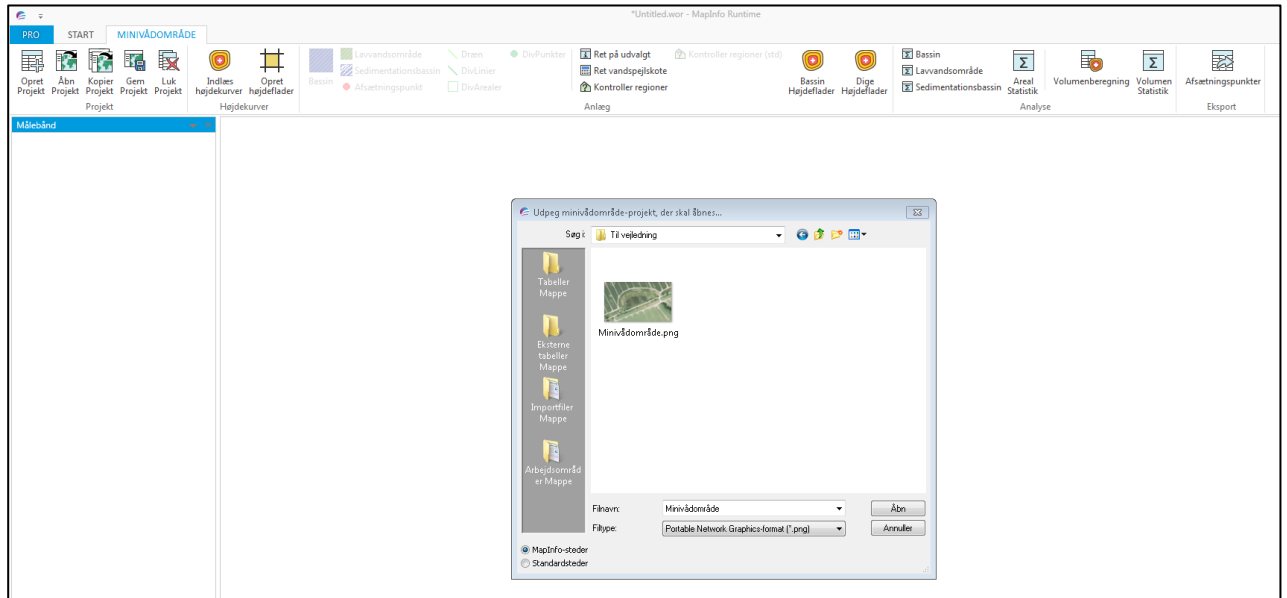 *Untitled.wor - MapInfo Runtime
PRO START MINIVÅDOMRÅDE
Opret Projekt
Åbn Projekt
Kopier Projekt
Gem Projekt
Luk Projekt
Projekt
Indlæs højdekurver
Opret højdeflader
Højdekurver
Bassin
Lavvandsområde
Sedimentationsbassin
Afsætningspunkt
Dræn
DivLinier
DivArealer
DivPunkter
Ret på udvalgt
Ret vandspejlskote
Kontroller regioner
Kontroller regioner (std)
Bassin Højdeflader
Dige Højdeflader
Anlæg
Bassin
Lavvandsområde
Sedimentationsbassin
Areal Statistik
Volumenberegning
Volumen Statistik
Analyse
Afsætningspunkter
Eksport
Målebånd
Udpeg minivådområde-projekt, der skal åbnes...
Søg i: Til vejledning
Tabeller
Mappe
Eksterne
tabeller
Mappe
Importfiler
Mappe
Arbejdsområd
er Mappe
Minivådområde.png
Filnavn: Minivådområde Åbn
Filtype: Portable Network Graphics-format (*.png) Annuller
MapInfo-steder
Standardsteder